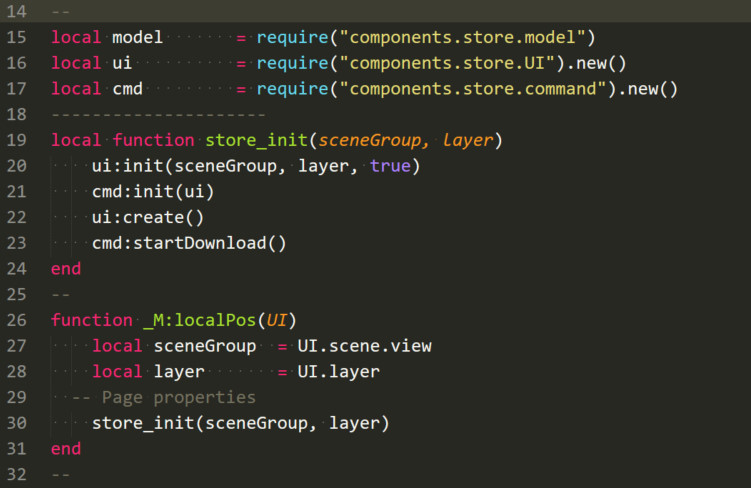 14 --
15 local model = require("components.store.model")
16 local ui = require("components.store.UI").new()
17 local cmd = require("components.store.command").new()
18 ---------------------
19 local function store_init(sceneGroup, layer)
20 ui:init(sceneGroup, layer, true)
21 cmd:init(ui)
22 ui:create()
23 cmd:startDownload()
24 end
25 --
26 function _M:localPos(UI)
27 local sceneGroup = UI.scene.view
28 local layer = UI.layer
29 -- Page properties
30 store_init(sceneGroup, layer)
31 end
32 --